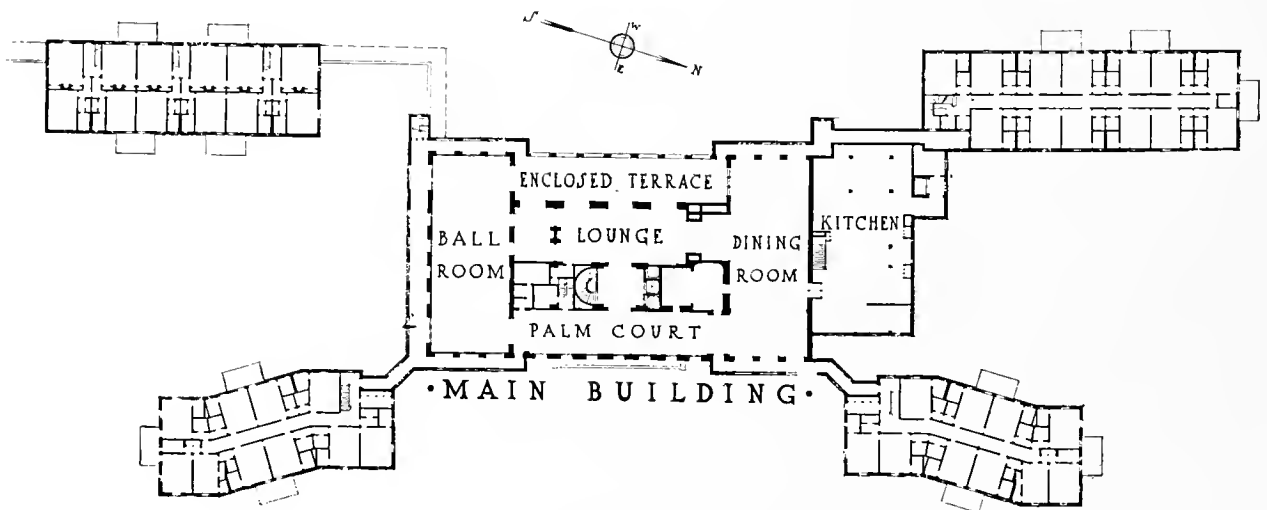 S
W
E
N
ENCLOSED TERRACE
BALL
ROOM
LOUNGE
DINING
ROOM
KITCHEN
PALM COURT
·MAIN BUILDING·